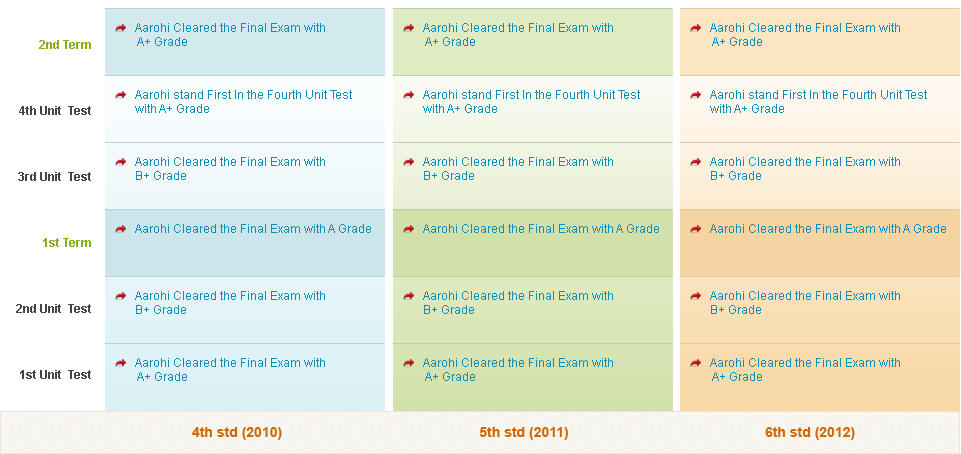 2nd Term
Aarohi Cleared the Final Exam with
A+ Grade
Aarohi Cleared the Final Exam with
A+ Grade
Aarohi Cleared the Final Exam with
A+ Grade
4th Unit Test
Aarohi stand First In the Fourth Unit Test
with A+ Grade
Aarohi stand First In the Fourth Unit Test
with A+ Grade
Aarohi stand First In the Fourth Unit Test
with A+ Grade
3rd Unit Test
Aarohi Cleared the Final Exam with
B+ Grade
Aarohi Cleared the Final Exam with
B+ Grade
Aarohi Cleared the Final Exam with
B+ Grade
1st Term
Aarohi Cleared the Final Exam with A Grade
Aarohi Cleared the Final Exam with A Grade
Aarohi Cleared the Final Exam with A Grade
2nd Unit Test
Aarohi Cleared the Final Exam with
B+ Grade
Aarohi Cleared the Final Exam with
B+ Grade
Aarohi Cleared the Final Exam with
B+ Grade
1st Unit Test
Aarohi Cleared the Final Exam with
A+ Grade
Aarohi Cleared the Final Exam with
A+ Grade
Aarohi Cleared the Final Exam with
A+ Grade
4th std (2010)
5th std (2011)
6th std (2012)